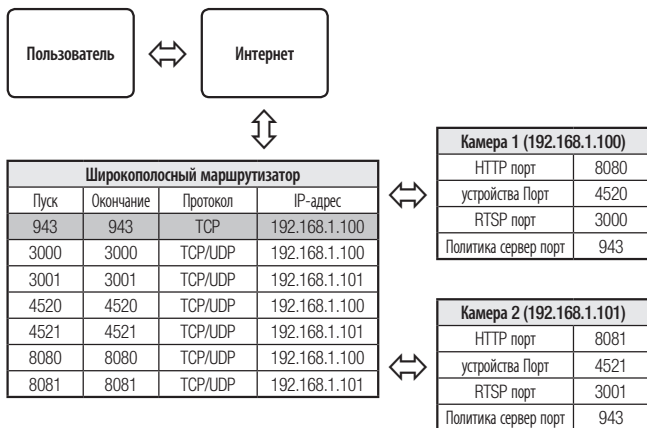 Пользователь
Интернет
Широкополосный маршрутизатор
Пуск Окончание Протокол IP-адрес
943 943 TCP 192.168.1.100
3000 3000 TCP/UDP 192.168.1.100
3001 3001 TCP/UDP 192.168.1.101
4520 4520 TCP/UDP 192.168.1.100
4521 4521 TCP/UDP 192.168.1.101
8080 8080 TCP/UDP 192.168.1.100
8081 8081 TCP/UDP 192.168.1.101
Камера 1 (192.168.1.100)
HTTP порт 8080
устройства Порт 4520
RTSP порт 3000
Политика сервер порт 943
Камера 2 (192.168.1.101)
HTTP порт 8081
устройства Порт 4521
RTSP порт 3001
Политика сервер порт 943